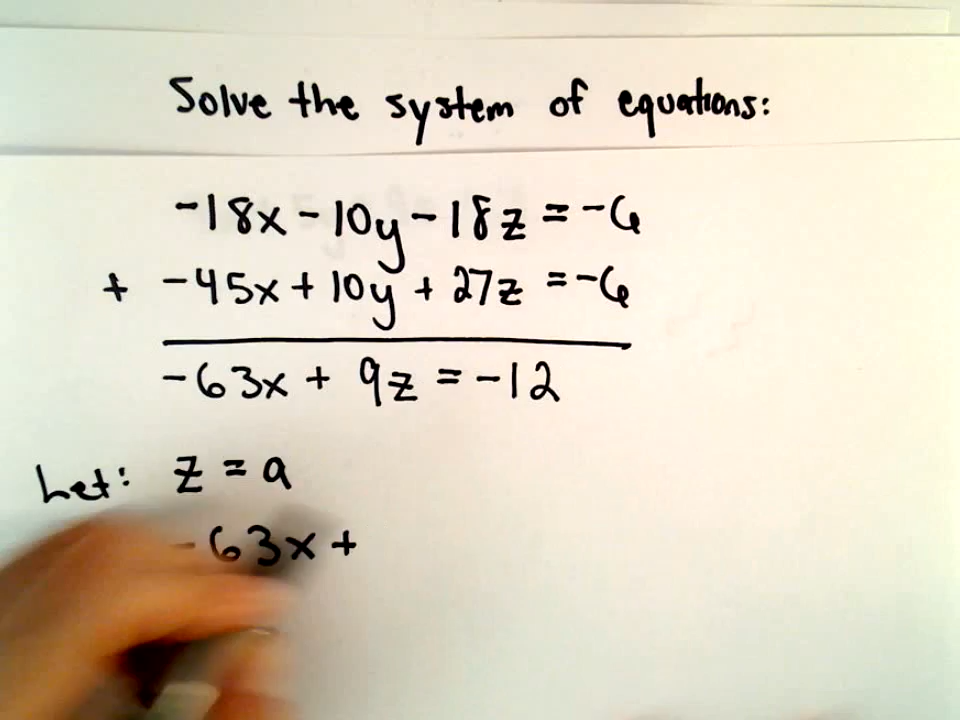 Solve the system of equations:
-18x - 10y - 18z = -6
+ -45x + 10y + 27z = -6
-63x + 9z = -12
Let: z = a
-63x +